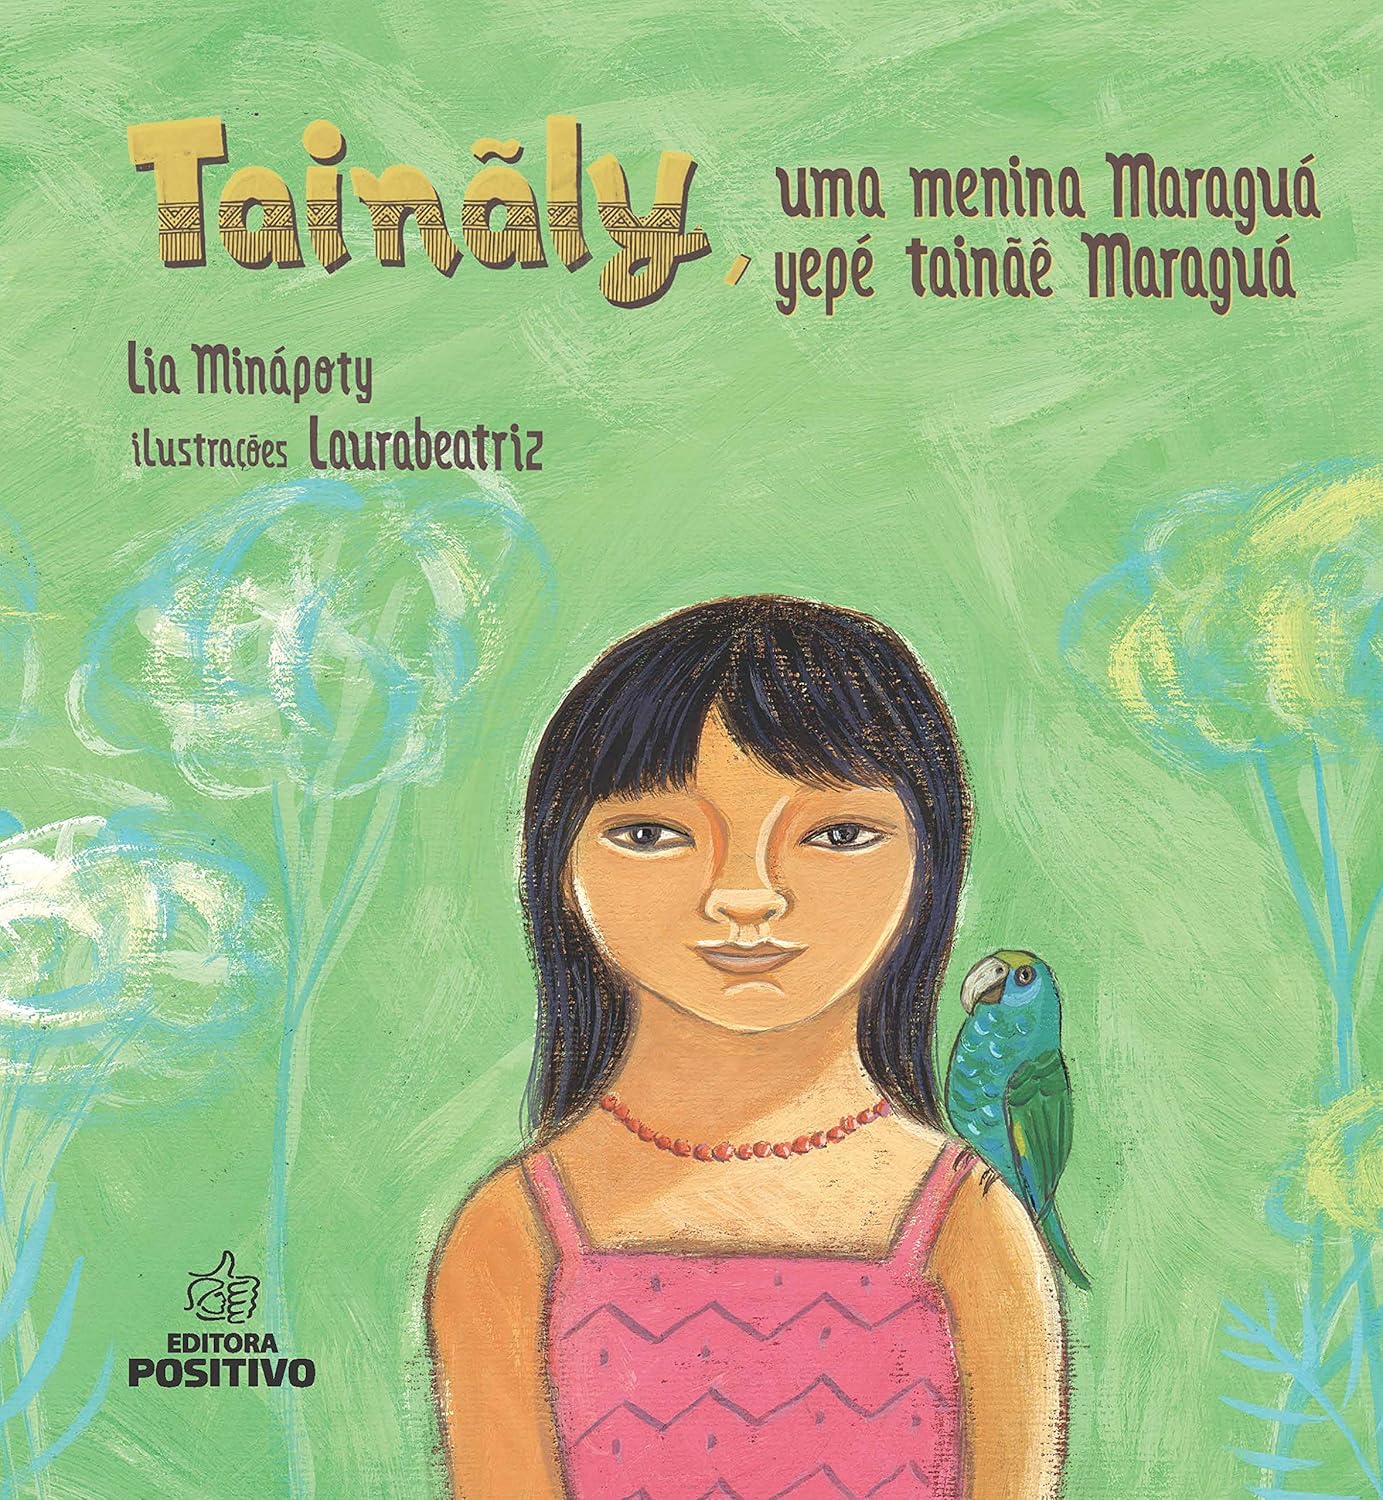 Tainãly, uma menina Maraguá
yepé tainãê Maraguá
Lia Minápoty
ilustrações Laurabeatriz
EDITORA
POSITIVO